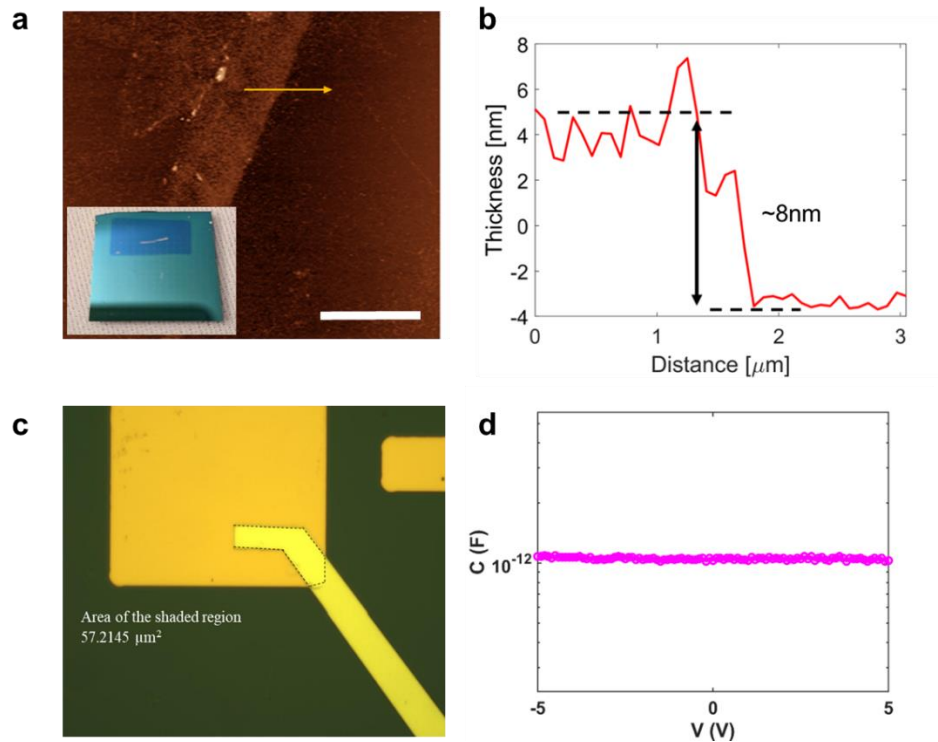 a
b
8
6
4
2
0
-2
-4
Thickness [nm]
~8nm
0
1
2
3
Distance [μm]
c
Area of the shaded region
57.2145 μm²
d
C (F)
10⁻¹²
-5
0
5
V (V)